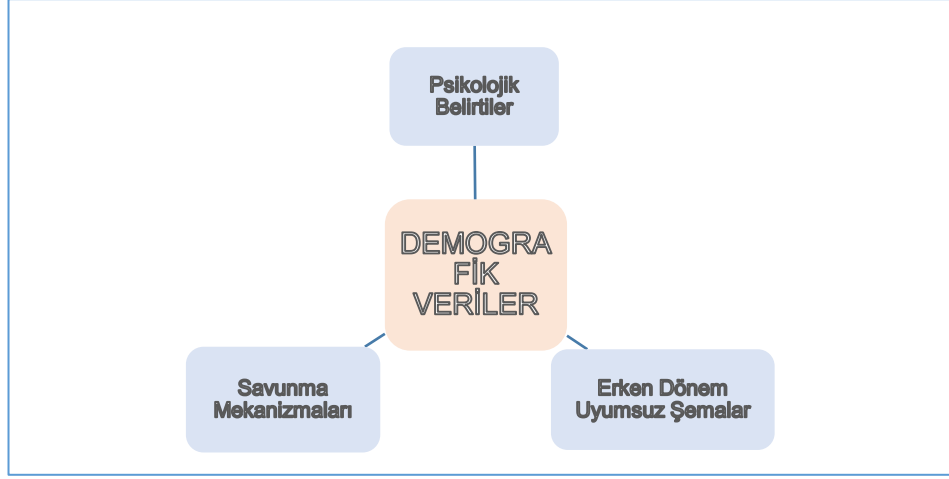 Psikolojik
Belirtiler
DEMOGRA
FİK
VERİLER
Savunma
Mekanizmaları
Erken Dönem
Uyumsuz Şemalar